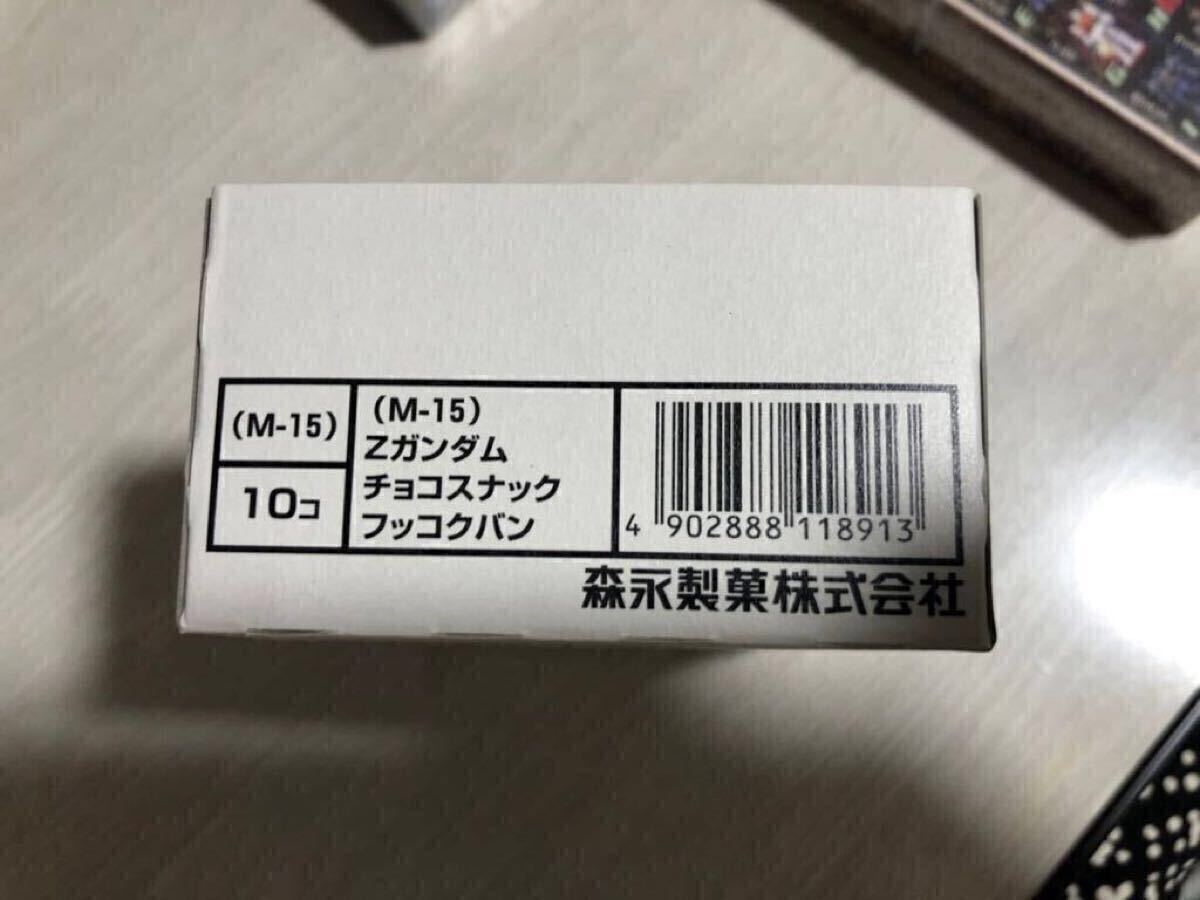 (M-15)
10コ
(M-15)
Zガンダム
チョコスナック
フッコクバン
4 902888 118913
森永製菓株式会社